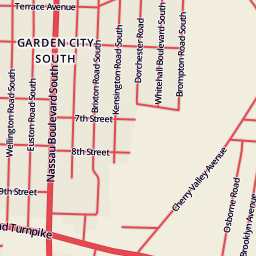 Terrace Avenue
GARDEN CITY
SOUTH
Wellington Road South
Euston Road South
Nassau Boulevard South
Brixton Road South
Kensington Road South
Dorchester Road
Whitehall Boulevard South
Brompton Road South
7th Street
8th Street
9th Street
Cherry Valley Avenue
Osborne Road
Brooklyn Avenue
Turnpike